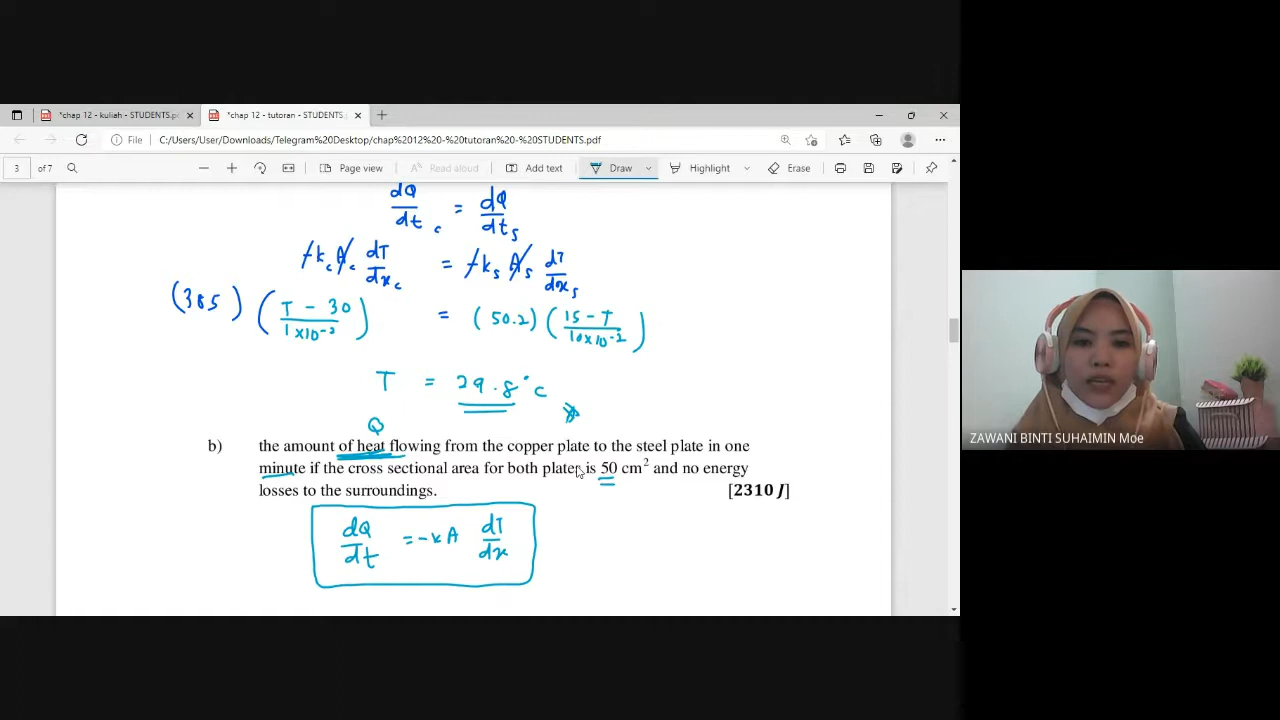 *chap 12 - kuliah - STUDENTS.p
*chap 12 - tutoran - STUDENTS.p
File C:/Users/User/Downloads/Telegram%20Desktop/chap%2012%20-%20tutoran%20-%20STUDENTS.pdf
3 of 7 Page view Read aloud Add text Draw Highlight Erase
dQ/dt c = dQ/dt s
-k_c A_c dT/dx_c = -k_s A_s dT/dx_s
(385) (T - 30 / 1x10⁻²) = (50.2) (15 - T / 10x10⁻²)
T = 29.8°C
Q
b) the amount of heat flowing from the copper plate to the steel plate in one
minute if the cross sectional area for both plates is 50 cm² and no energy
losses to the surroundings. [2310 J]
dQ/dt = -kA dT/dx
ZAWANI BINTI SUHAIMIN Moe